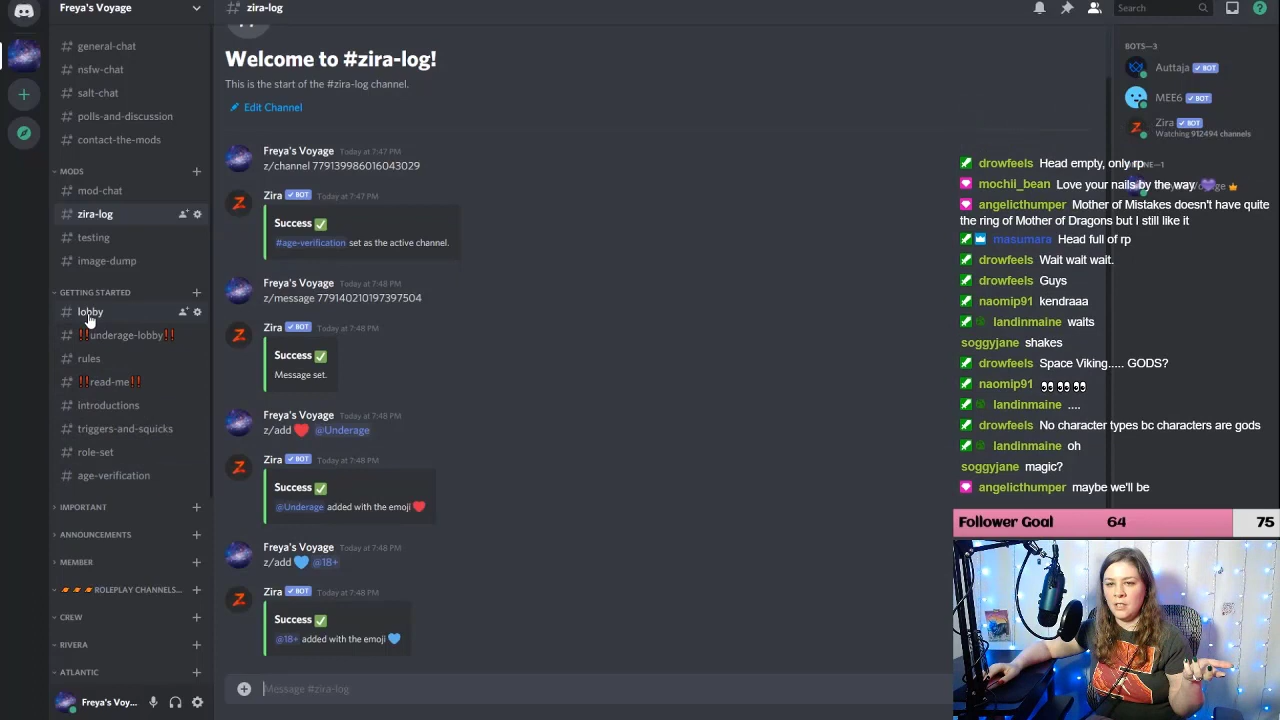 Freya's Voyage
general-chat
nsfw-chat
salt-chat
polls-and-discussion
contact-the-mods
MODS
mod-chat
zira-log
testing
image-dump
GETTING STARTED
lobby
‼️underage-lobby‼️
rules
‼️read-me‼️
introductions
triggers-and-squicks
role-set
age-verification
IMPORTANT
ANNOUNCEMENTS
MEMBER
🪐🪐🪐ROLEPLAY CHANNELS...
CREW
RIVERA
ATLANTIC
Freya's Voy...
zira-log
Search
Welcome to #zira-log!
This is the start of the #zira-log channel.
Edit Channel
Freya's Voyage Today at 7:47 PM
z/channel 779139986016043029
Zira ✓ BOT Today at 7:47 PM
Success ✅
#age-verification set as the active channel.
Freya's Voyage Today at 7:48 PM
z/message 779140210197397504
Zira ✓ BOT Today at 7:48 PM
Success ✅
Message set.
Freya's Voyage Today at 7:48 PM
z/add ❤️ @Underage
Zira ✓ BOT Today at 7:48 PM
Success ✅
@Underage added with the emoji ❤️
Freya's Voyage Today at 7:48 PM
z/add 💙 @18+
Zira ✓ BOT Today at 7:48 PM
Success ✅
@18+ added with the emoji 💙
Message #zira-log
BOTS—3
Auttaja ✓ BOT
MEE6 ✓ BOT
Zira ✓ BOT
Watching 912494 channels
drowfeels Head empty, only rp
mochii_bean Love your nails by the way 💜
angelicthumper Mother of Mistakes doesn't have quite
the ring of Mother of Dragons but I still like it
masumara Head full of rp
drowfeels Wait wait wait.
drowfeels Guys
naomip91 kendraaa
landinmaine waits
soggyjane shakes
drowfeels Space Viking..... GODS?
naomip91 👀 👀 👀
landinmaine ....
drowfeels No character types bc characters are gods
landinmaine oh
soggyjane magic?
angelicthumper maybe we'll be
Follower Goal 64 75